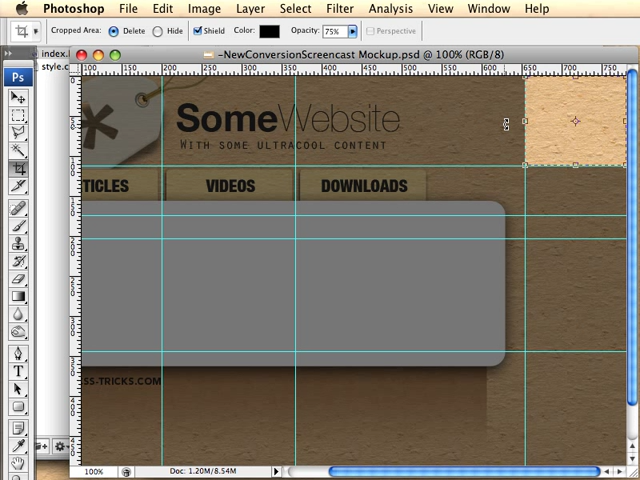 Photoshop File Edit Image Layer Select Filter Analysis View Window Help
Cropped Area: Delete Hide Shield Color: Opacity: 75% Perspective
index.
~NewConversionScreencast Mockup.psd @ 100% (RGB/8)
style.c
100 150 200 250 300 350 400 450 500 550 600 650 700 750
Ps
SomeWebsite
WITH SOME ULTRACOOL CONTENT
TICLES VIDEOS DOWNLOADS
SS-TRICKS.COM
100% Doc: 1.20M/8.54M